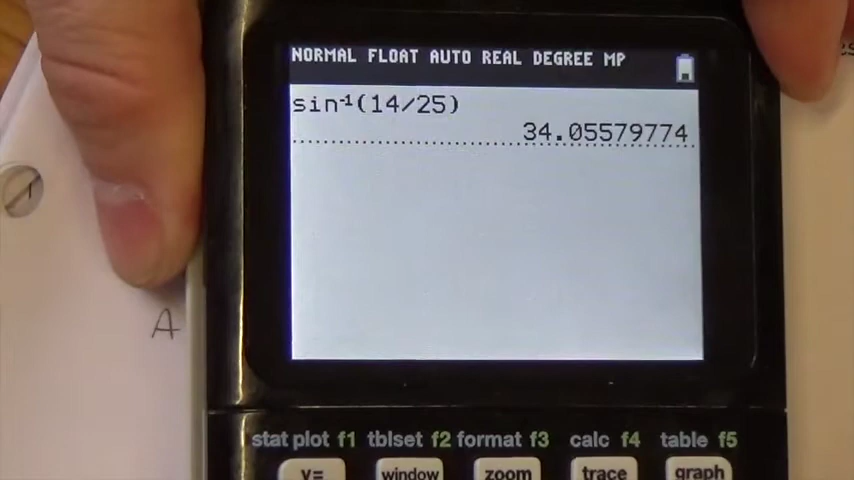 NORMAL FLOAT AUTO REAL DEGREE MP
sin⁻¹(14/25)
34.05579774
A
stat plot f1 tblset f2 format f3 calc f4 table f5
y= window zoom trace graph